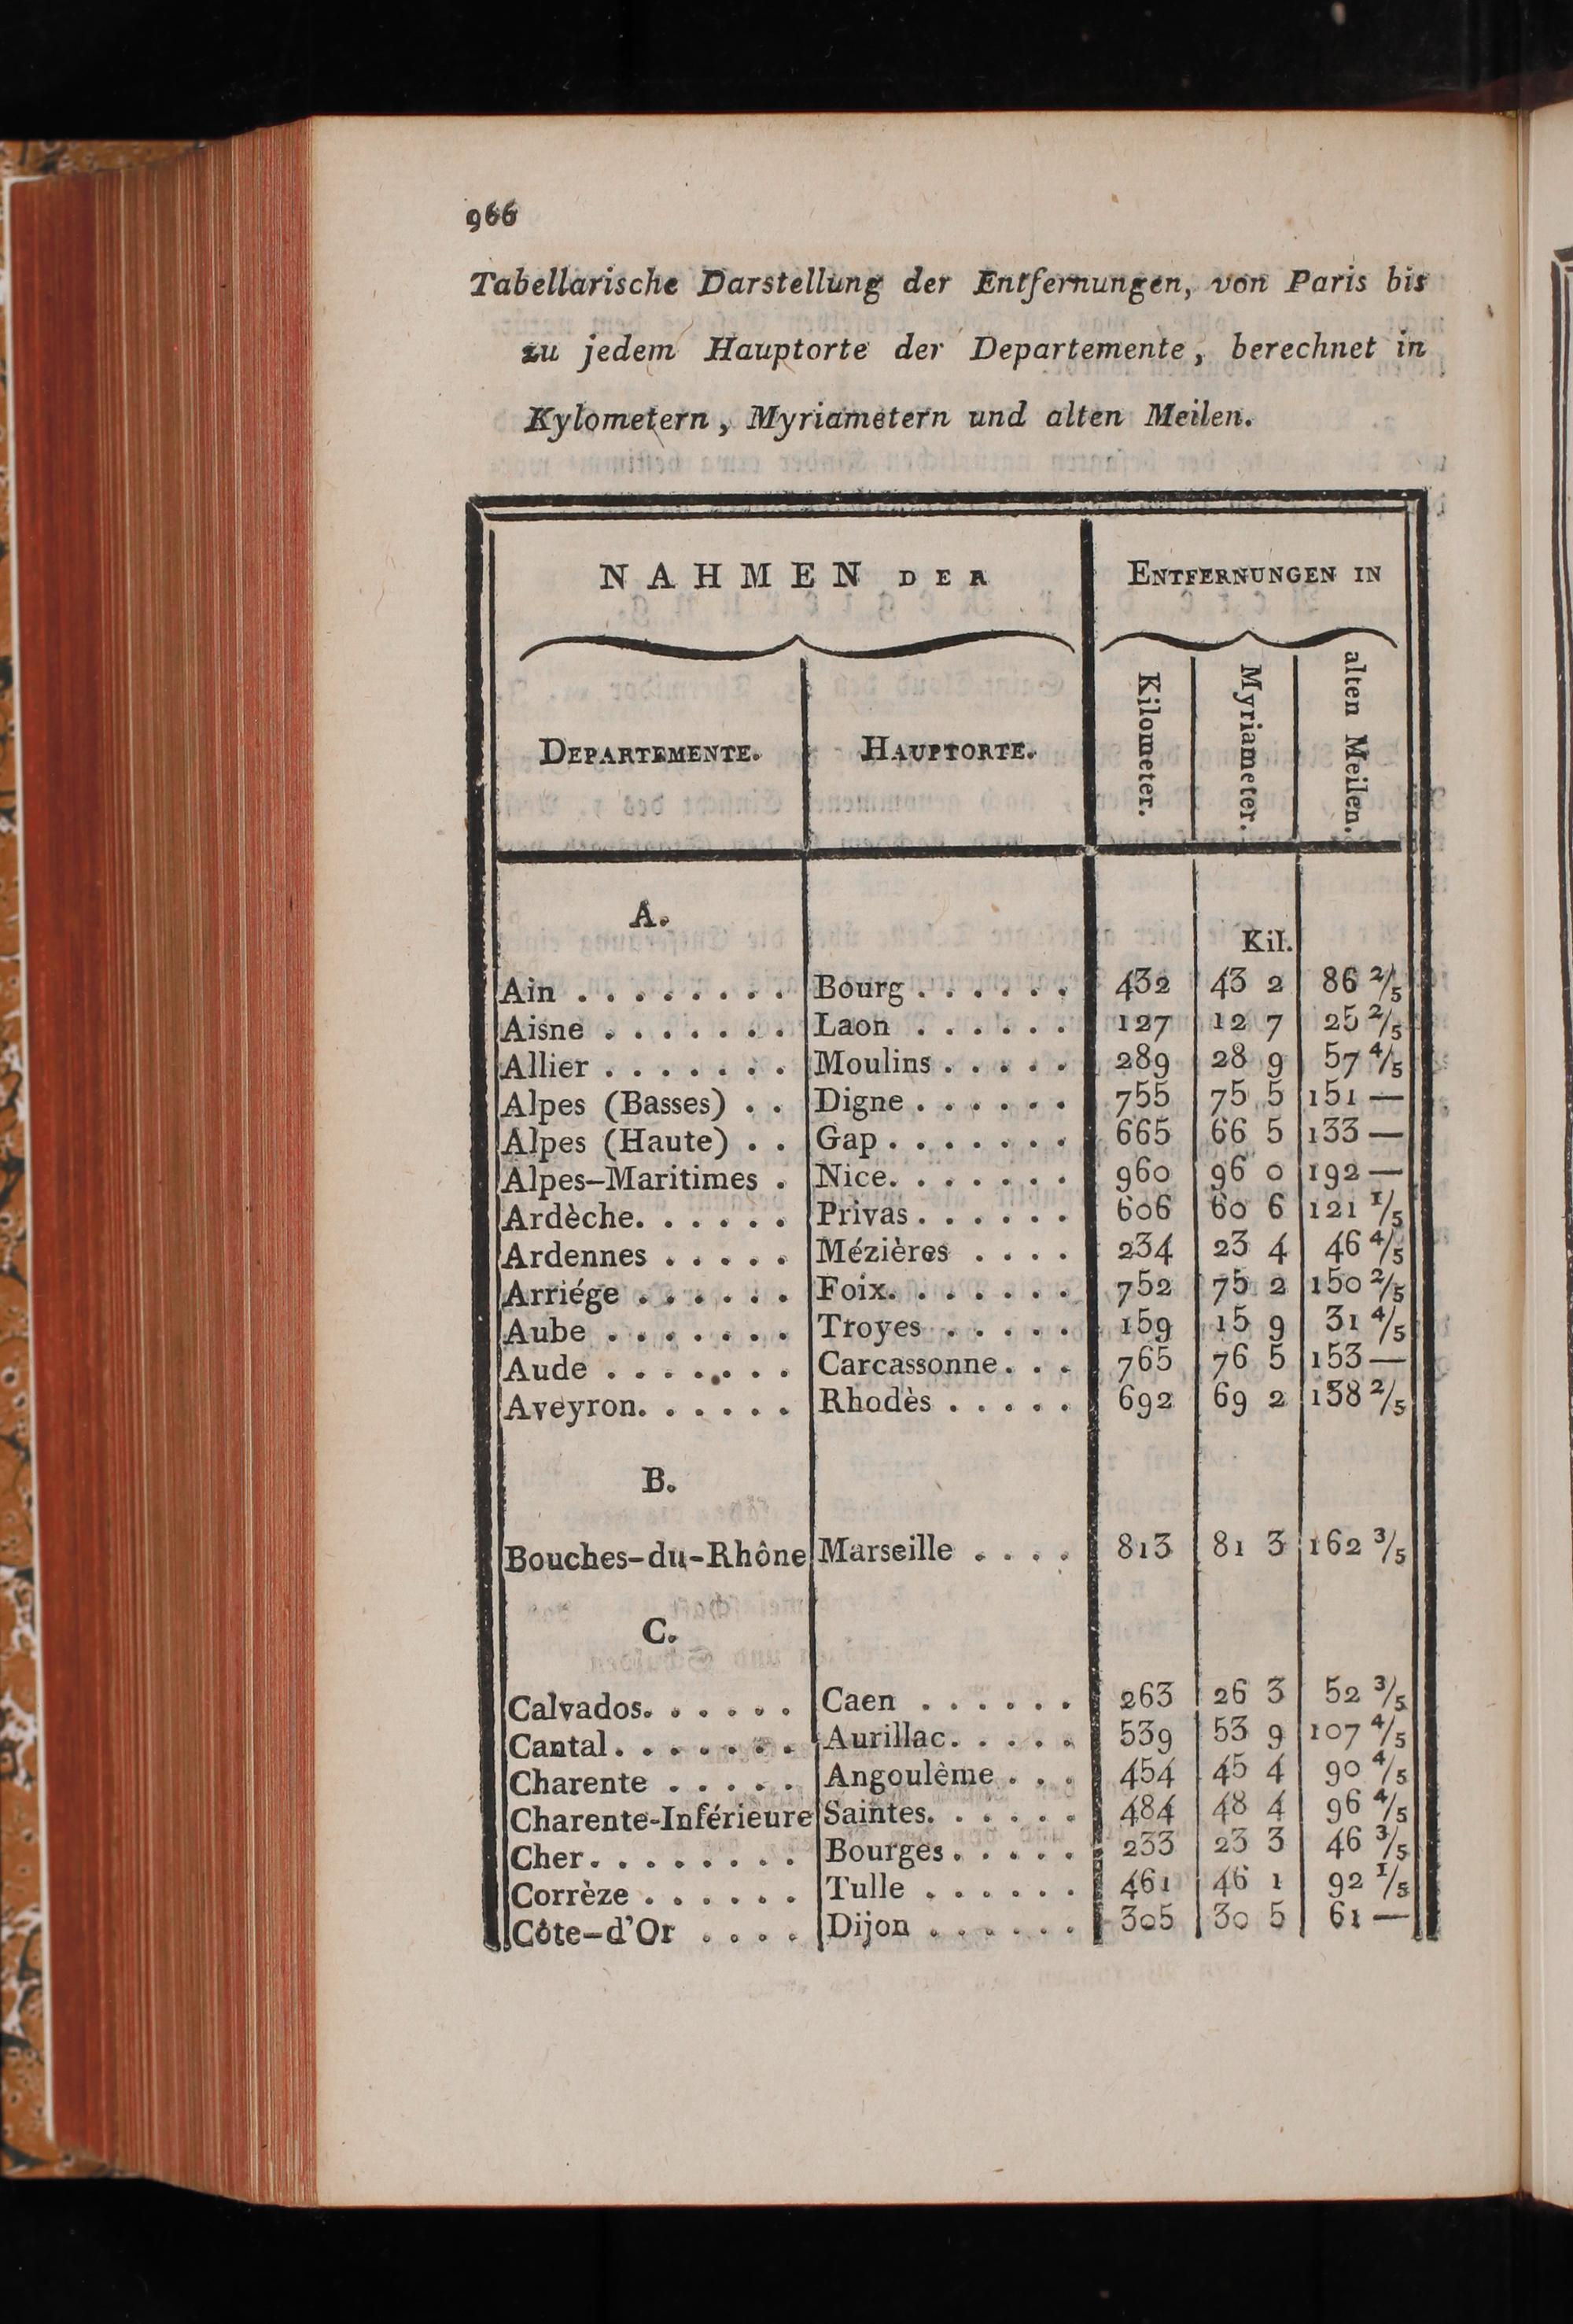 966
Tabellarische Darstellung der Entfernungen, von Paris bis
zu jedem Hauptorte der Departemente, berechnet in
Kylometern, Myriametern und alten Meilen.
NAHMEN DER ENTFERNUNGEN IN
DEPARTEMENTE. HAUPTORTE. Kilometer. Myriameter. alten Meilen.
A.
Kil.
Ain . . . . . . . . Bourg . . . . . . 432 43 2 86 2/5
Aisne . . . . . . . Laon . . . . . . 127 12 7 25 2/5
Allier . . . . . . . Moulins . . . . . 289 28 9 57 4/5
Alpes (Basses) . . Digne . . . . . . 755 75 5 151 —
Alpes (Haute) . . Gap . . . . . . . 665 66 5 133 —
Alpes-Maritimes . Nice. . . . . . . 960 96 0 192 —
Ardèche. . . . . . Privas . . . . . . 606 60 6 121 1/5
Ardennes . . . . . Mézières . . . . 234 23 4 46 4/5
Arriége . . . . . . Foix. . . . . . . 752 75 2 150 2/5
Aube . . . . . . . Troyes . . . . . 159 15 9 31 4/5
Aude . . . . . . . Carcassonne. . . 765 76 5 153 —
Aveyron. . . . . . Rhodès . . . . . 692 69 2 138 2/5
B.
Bouches-du-Rhône Marseille . . . . 813 81 3 162 3/5
C.
Calvados. . . . . . Caen . . . . . . 263 26 3 52 3/5
Cantal. . . . . . . Aurillac. . . . . 539 53 9 107 4/5
Charente . . . . . Angoulème . . . 454 45 4 90 4/5
Charente-Inférieure Saintes. . . . . . 484 48 4 96 4/5
Cher. . . . . . . . Bourges . . . . . 233 23 3 46 3/5
Corrèze . . . . . . Tulle . . . . . . 461 46 1 92 1/5
Côte-d'Or . . . . Dijon . . . . . . 305 30 5 61 —